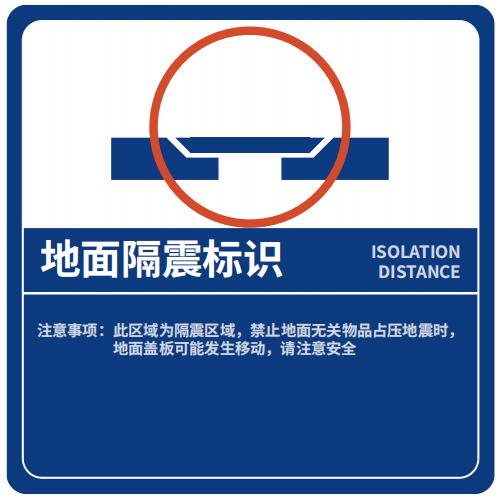 地面隔震标识
ISOLATION
DISTANCE
注意事项：此区域为隔震区域，禁止地面无关物品占压地震时，
地面盖板可能发生移动，请注意安全